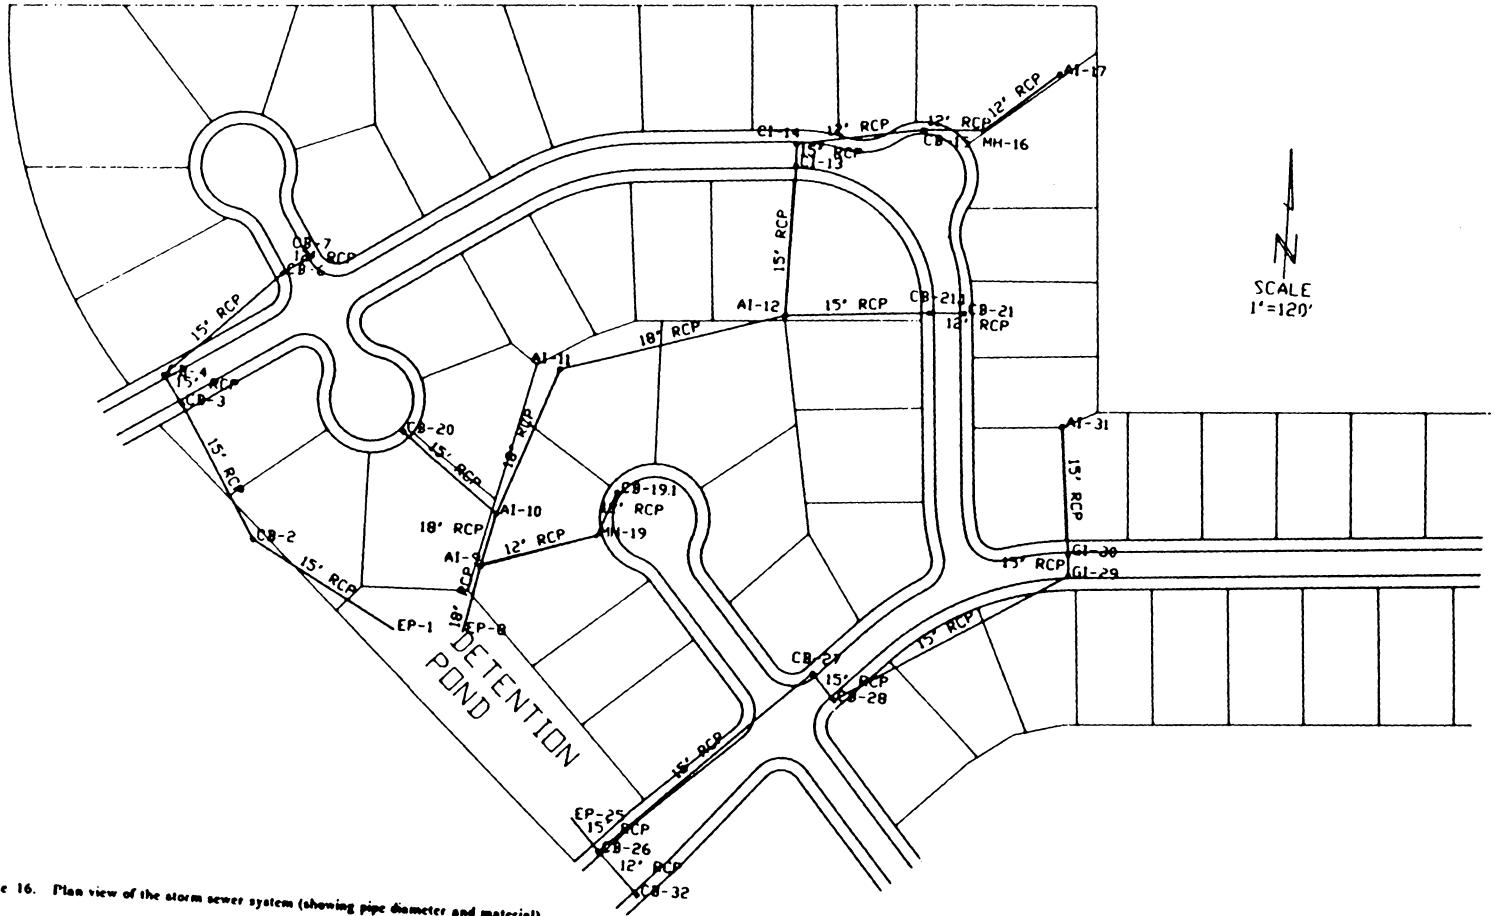 AI-17
12" RCP
CI-14
12" RCP
12" RCP
CB-15
MH-16
15" RCP
CI-13
CB-7
RCP
CB-6
15" RCP
15" RCP
AI-12
15" RCP
CB-21.1
CB-21
12" RCP
N
SCALE
1"=120'
18" RCP
AI-11
CB-4
15" RCP
CB-3
18" RCP
CB-20
15" RCP
AI-31
15" RCP
15" RCP
CB-19.1
RCP
AI-10
18" RCP
MH-19
12" RCP
CB-2
AI-9
15" RCP
18" RCP
GI-30
15" RCP
GI-29
EP-1
EP-8
DETENTION
POND
15" RCP
CB-27
15" RCP
CB-28
15" RCP
EP-25
15" RCP
CB-26
12" RCP
CB-32
e 16. Plan view of the storm sewer system (showing pipe diameter and material)